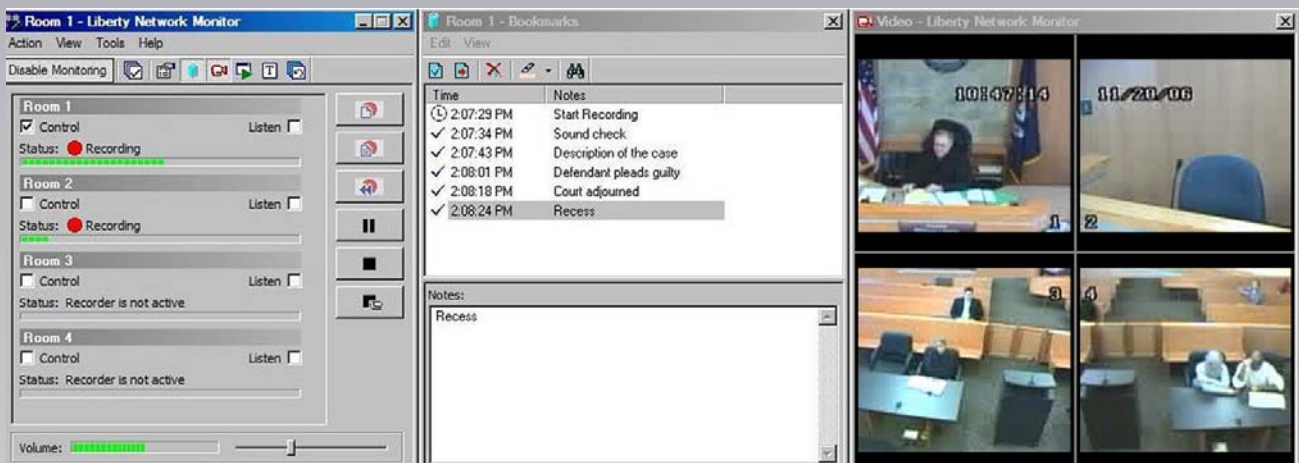 Room 1 - Liberty Network Monitor
Action View Tools Help
Disable Monitoring
Room 1
Control Listen
Status: Recording
Room 2
Control Listen
Status: Recording
Room 3
Control Listen
Status: Recorder is not active
Room 4
Control Listen
Status: Recorder is not active
Volume:
Room 1 - Bookmarks
Edit View
Time Notes
2:07:29 PM Start Recording
2:07:34 PM Sound check
2:07:43 PM Description of the case
2:08:01 PM Defendant pleads guilty
2:08:18 PM Court adjourned
2:08:24 PM Recess
Notes:
Recess
Video - Liberty Network Monitor
10:47:14 11/20/06
1 2
3 4